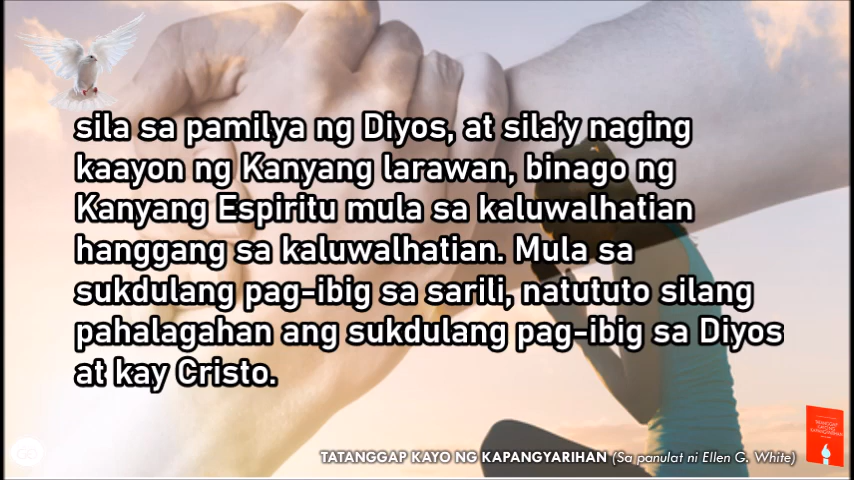 sila sa pamilya ng Diyos, at sila'y naging
kaayon ng Kanyang larawan, binago ng
Kanyang Espiritu mula sa kaluwalhatian
hanggang sa kaluwalhatian. Mula sa
sukdulang pag-ibig sa sarili, natututo silang
pahalagahan ang sukdulang pag-ibig sa Diyos
at kay Cristo.
TATANGGAP KAYO NG KAPANGYARIHAN (Sa panulat ni Ellen G. White)